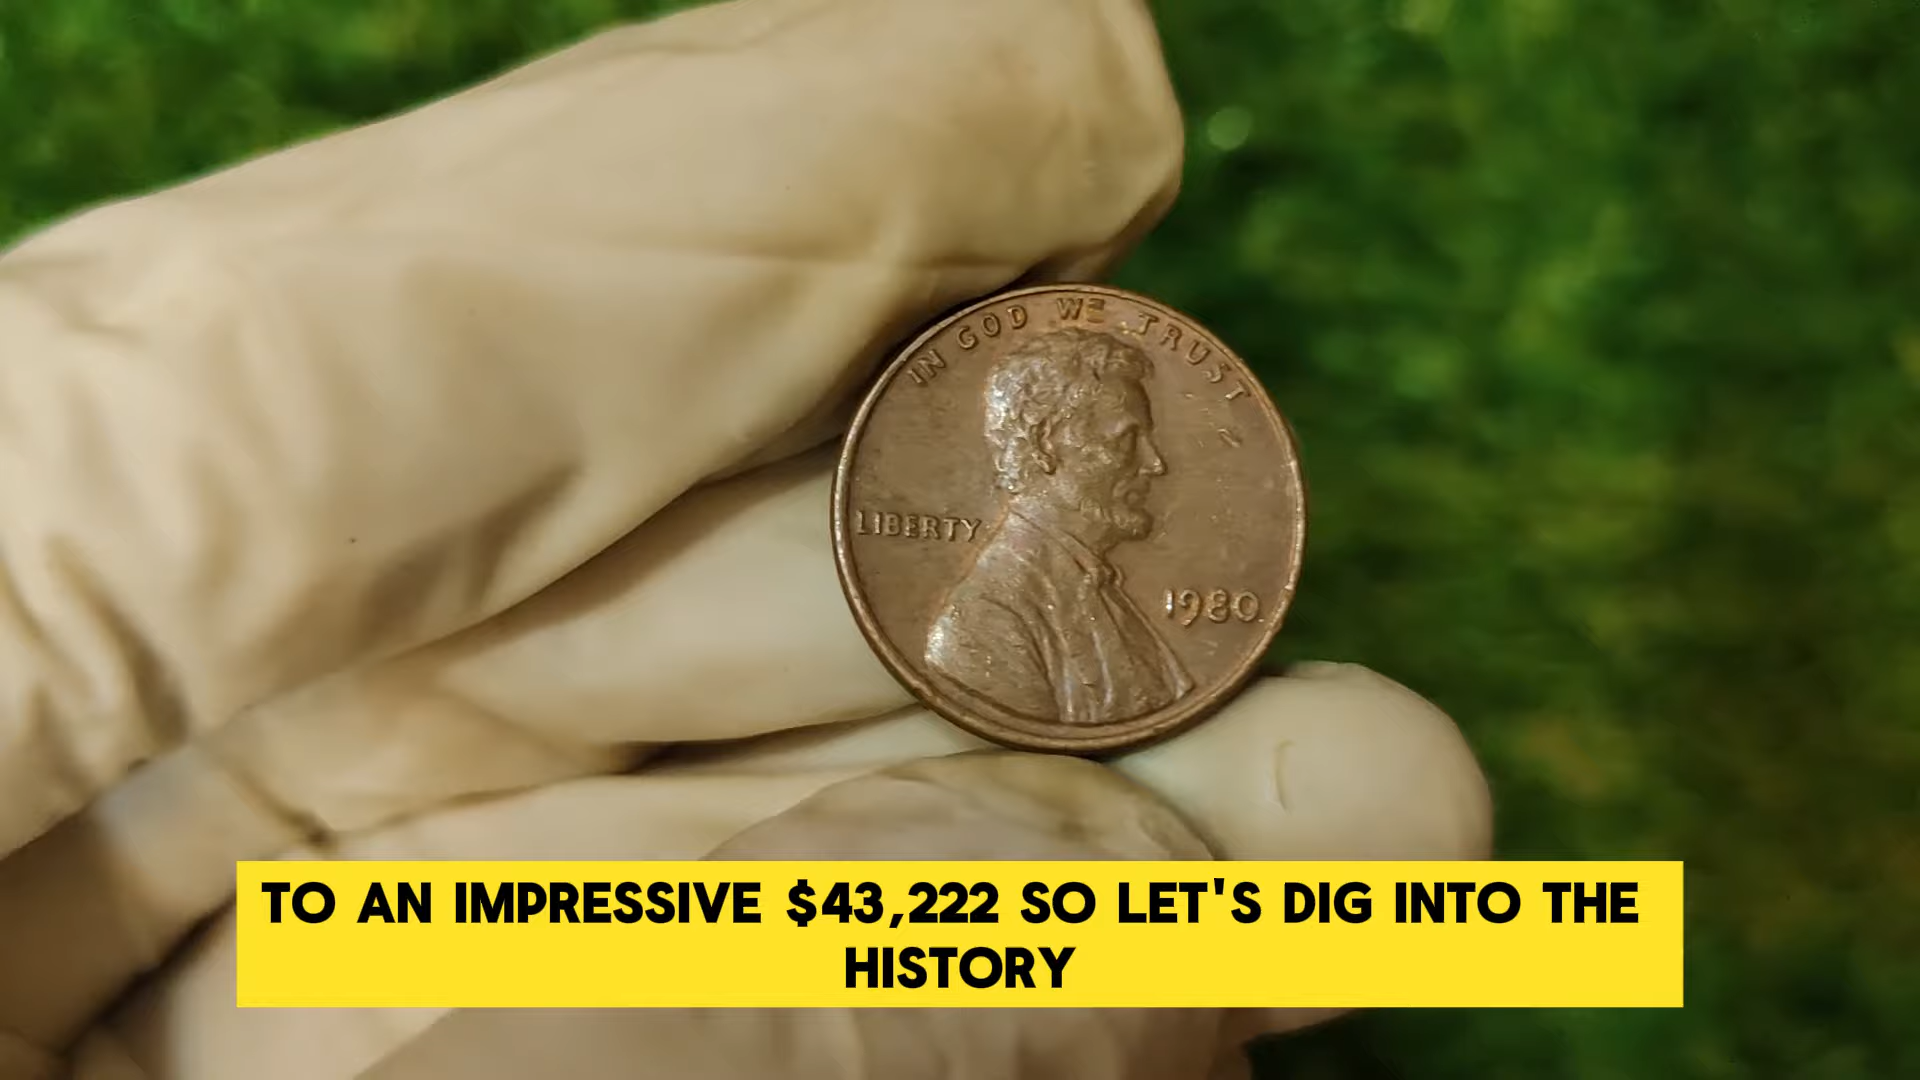 IN GOD WE TRUST
LIBERTY
1980
TO AN IMPRESSIVE $43,222 SO LET'S DIG INTO THE
HISTORY